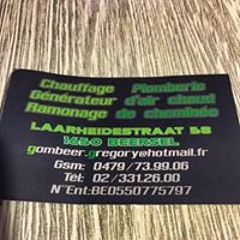 Chauffage Plomberie
Générateur d'air chaud
Ramonage de cheminée
LAARHEIDESTRAAT 58
1650 BEERSEL
gombeer.gregory@hotmail.fr
Gsm: 0479/73.99.06
Tél: 02/331.26.00
N°Ent:BE0550775797